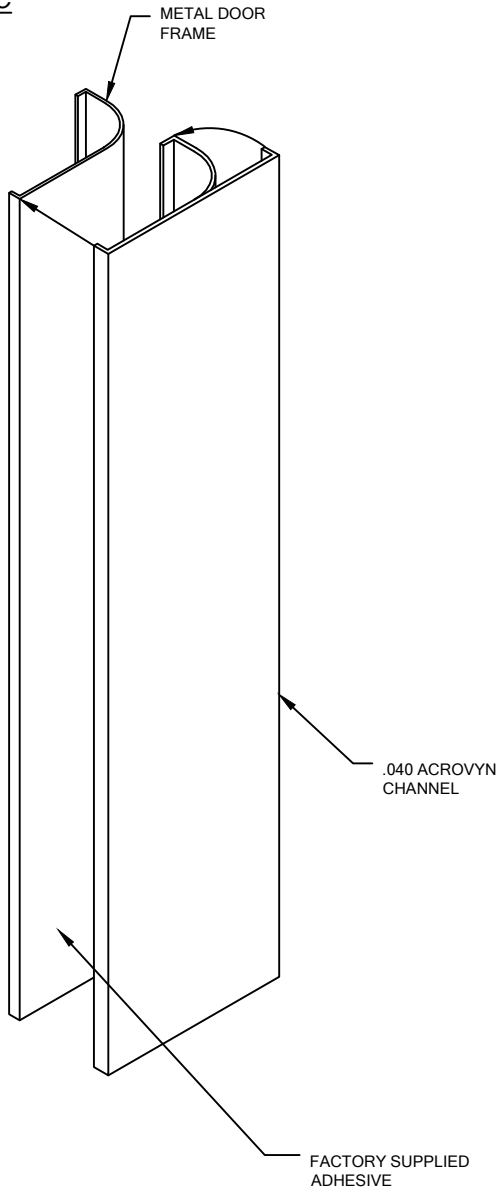 METAL DOOR
FRAME
.040 ACROVYN
CHANNEL
FACTORY SUPPLIED
ADHESIVE